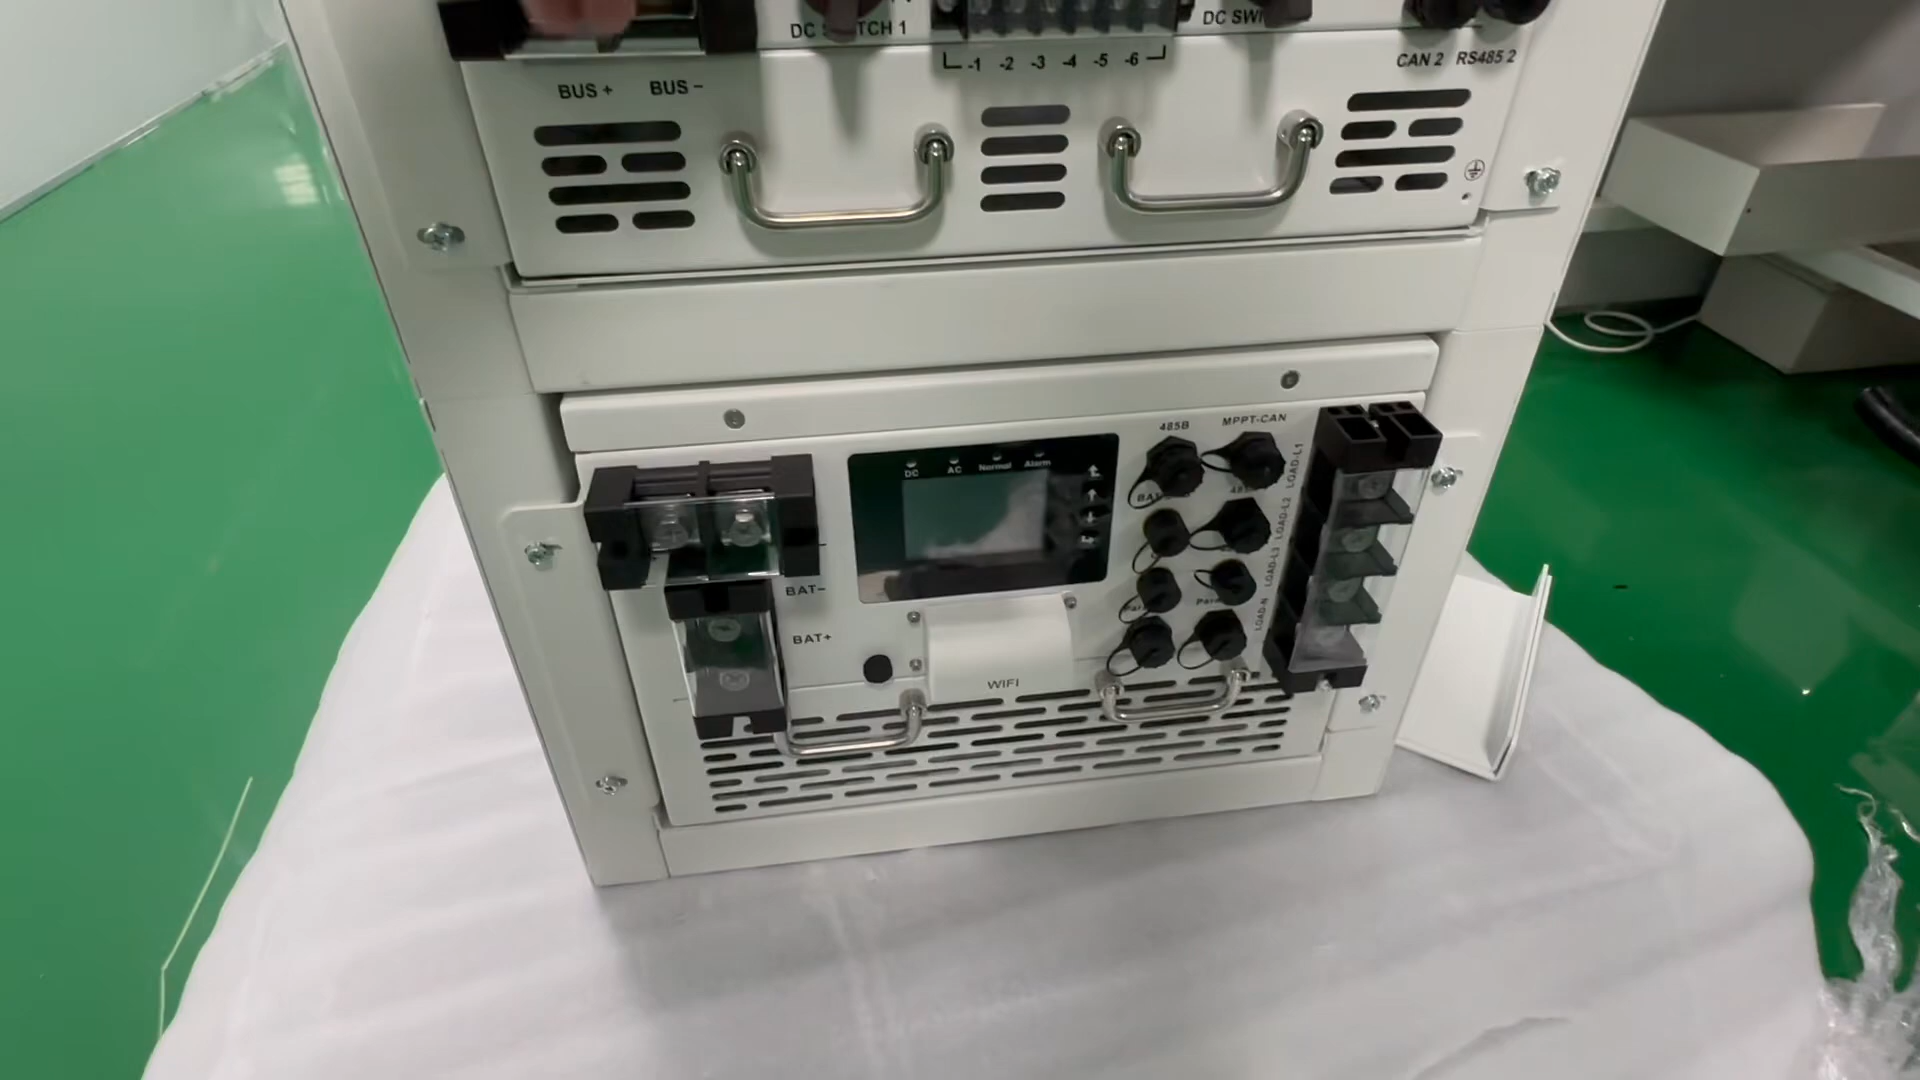 DC SWITCH 1
DC SWI
-1 -2 -3 -4 -5 -6
CAN 2 RS485 2
BUS + BUS −
485B MPPT-CAN
DC AC Normal Alarm
LOAD-L1
LOAD-L2
LOAD-L3
LOAD-N
BAT−
BAT+
WIFI